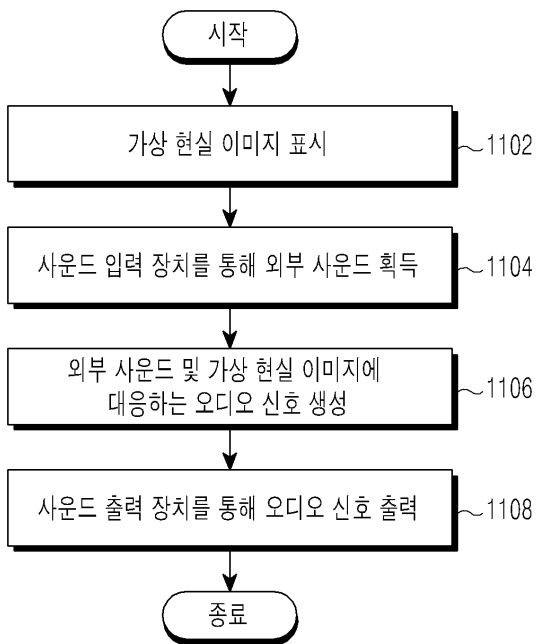 시작
가상 현실 이미지 표시
1102
사운드 입력 장치를 통해 외부 사운드 획득
1104
외부 사운드 및 가상 현실 이미지에
대응하는 오디오 신호 생성
1106
사운드 출력 장치를 통해 오디오 신호 출력
1108
종료